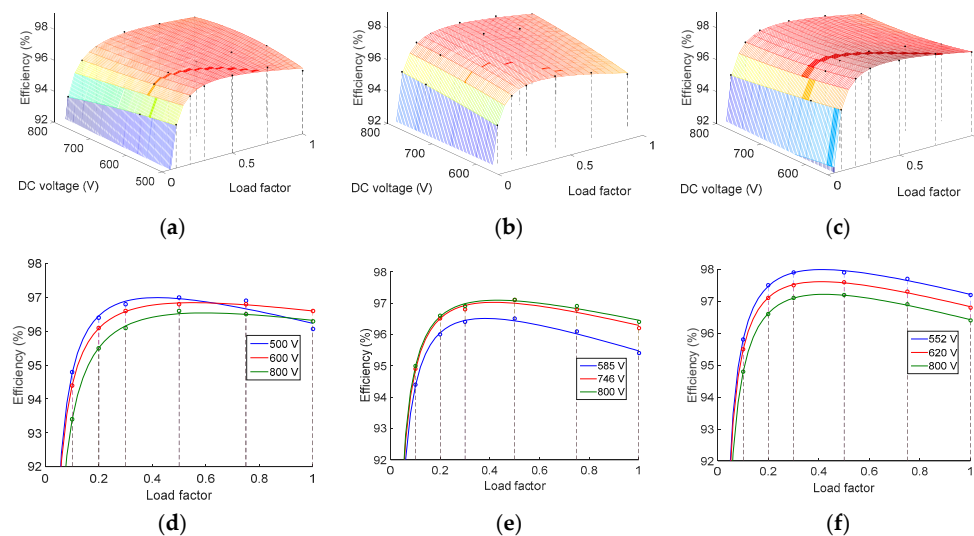 98
96
94
92
Efficiency (%)
800
700
600
500
DC voltage (V)
0
0.5
1
Load factor
(a)
98
96
94
92
Efficiency (%)
800
700
600
DC voltage (V)
0
0.5
1
Load factor
(b)
98
96
94
92
Efficiency (%)
800
700
600
DC voltage (V)
0
0.5
1
Load factor
(c)
98
97
96
95
94
93
92
Efficiency (%)
500 V
600 V
800 V
0 0.2 0.4 0.6 0.8 1
Load factor
(d)
98
97
96
95
94
93
92
Efficiency (%)
585 V
746 V
800 V
0 0.2 0.4 0.6 0.8 1
Load factor
(e)
98
97
96
95
94
93
92
Efficiency (%)
552 V
620 V
800 V
0 0.2 0.4 0.6 0.8 1
Load factor
(f)